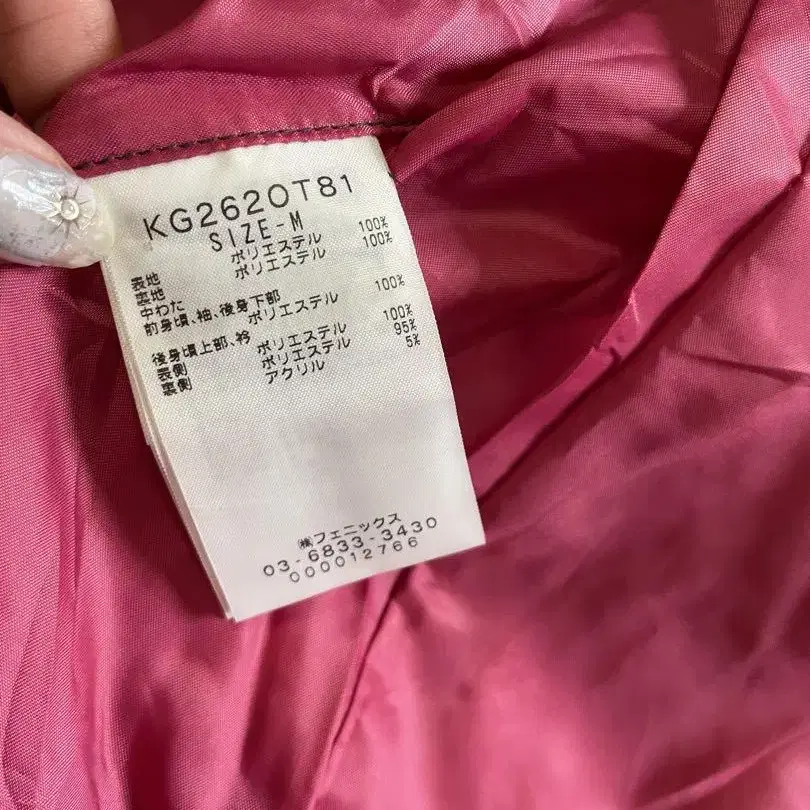 KG262OT81
SIZE-M
表地 ポリエステル 100%
裏地 ポリエステル 100%
中わた
前身頃、袖、後身下部
ポリエステル 100%
後身頃上部、衿
表側 ポリエステル 100%
裏側 ポリエステル 95%
アクリル 5%
㈱フェニックス
03-6833-3430
000012766